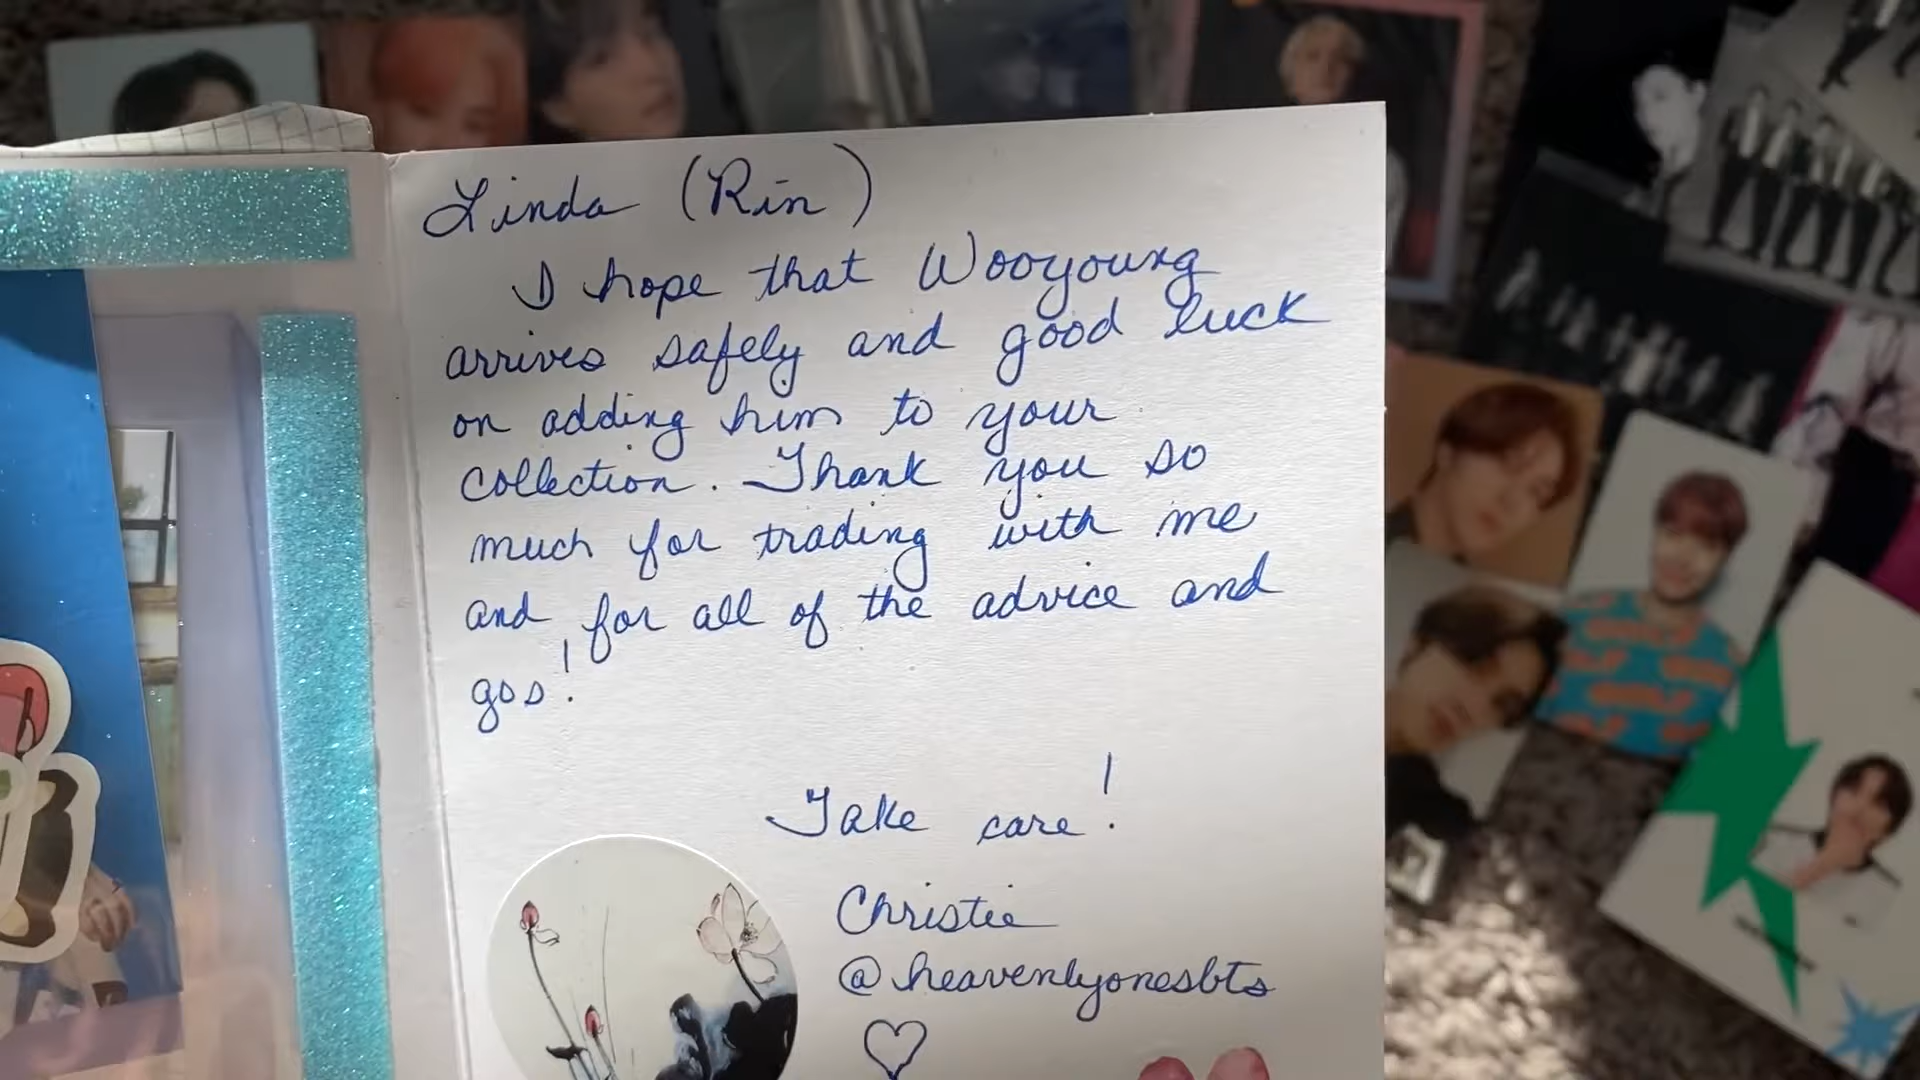 Linda (Rin)
I hope that Wooyoung
arrives safely and good luck
on adding him to your
collection. Thank you so
much for trading with me
and for all of the advice and
gos!
Take care!
Christie
@heavenlyonesbts